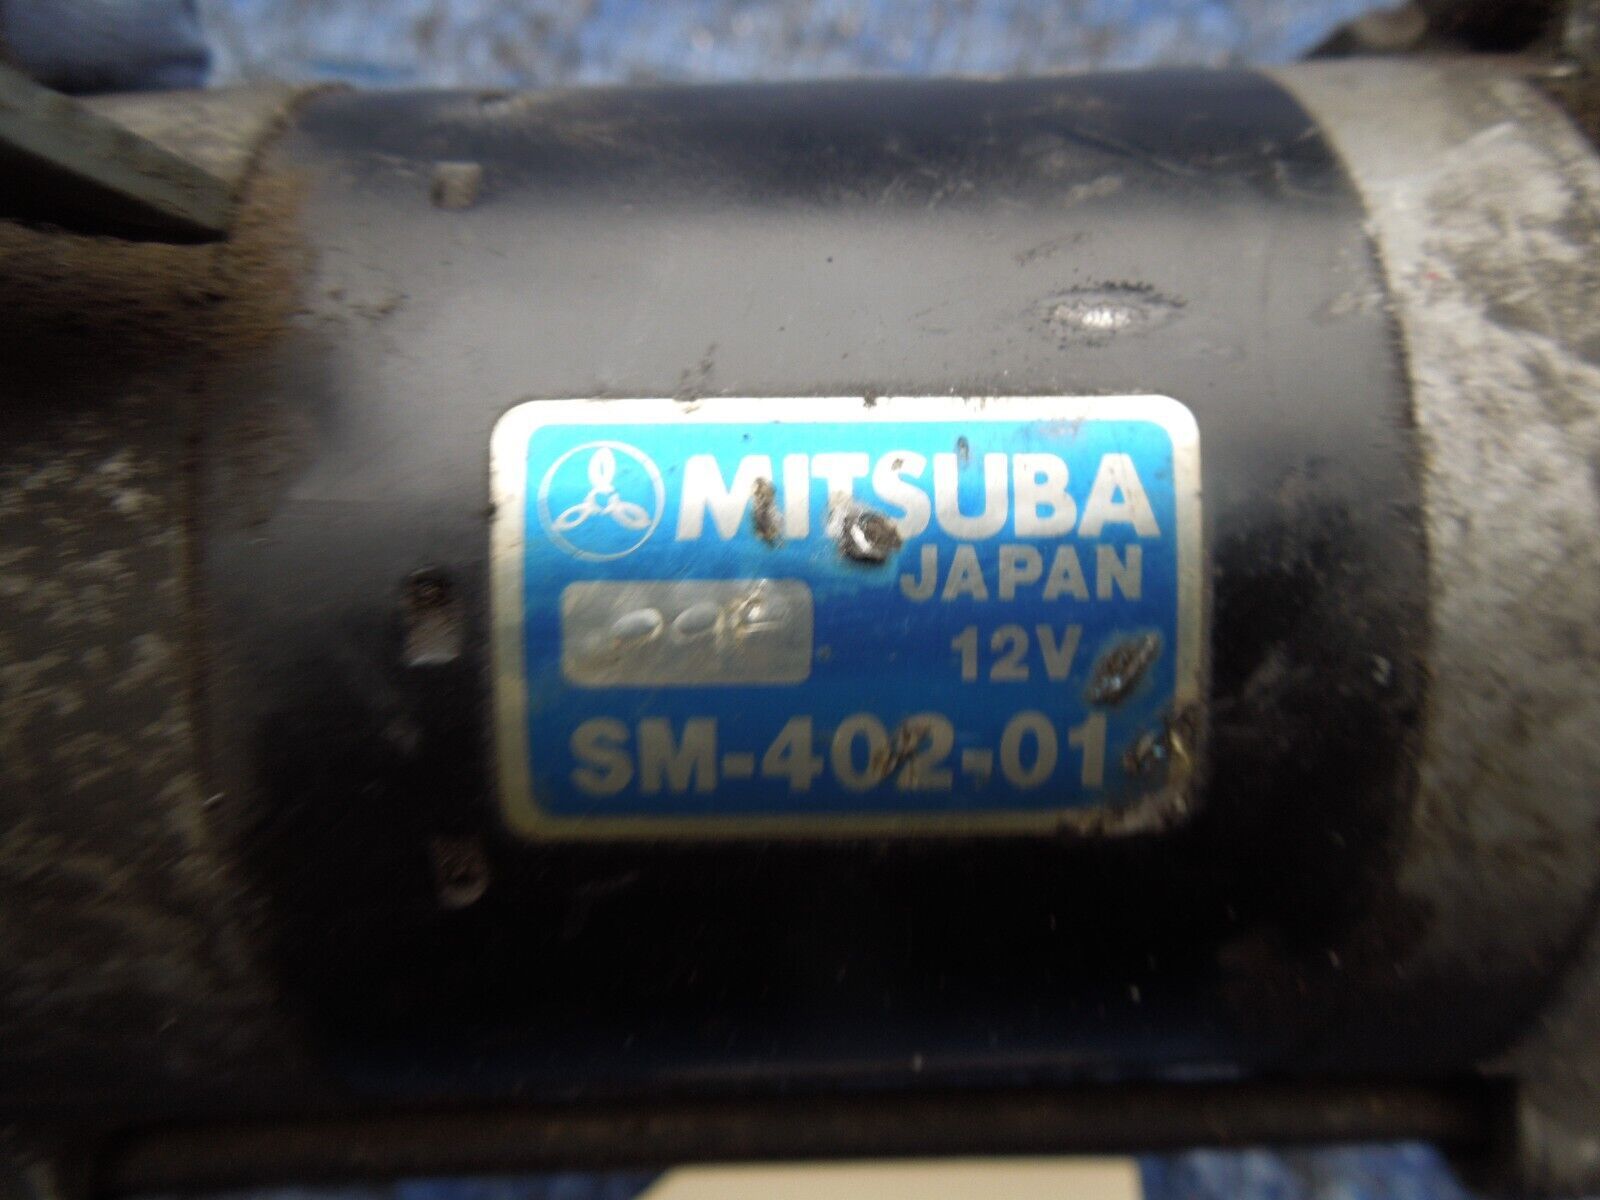 MITSUBA
JAPAN
12V
SM-402-01